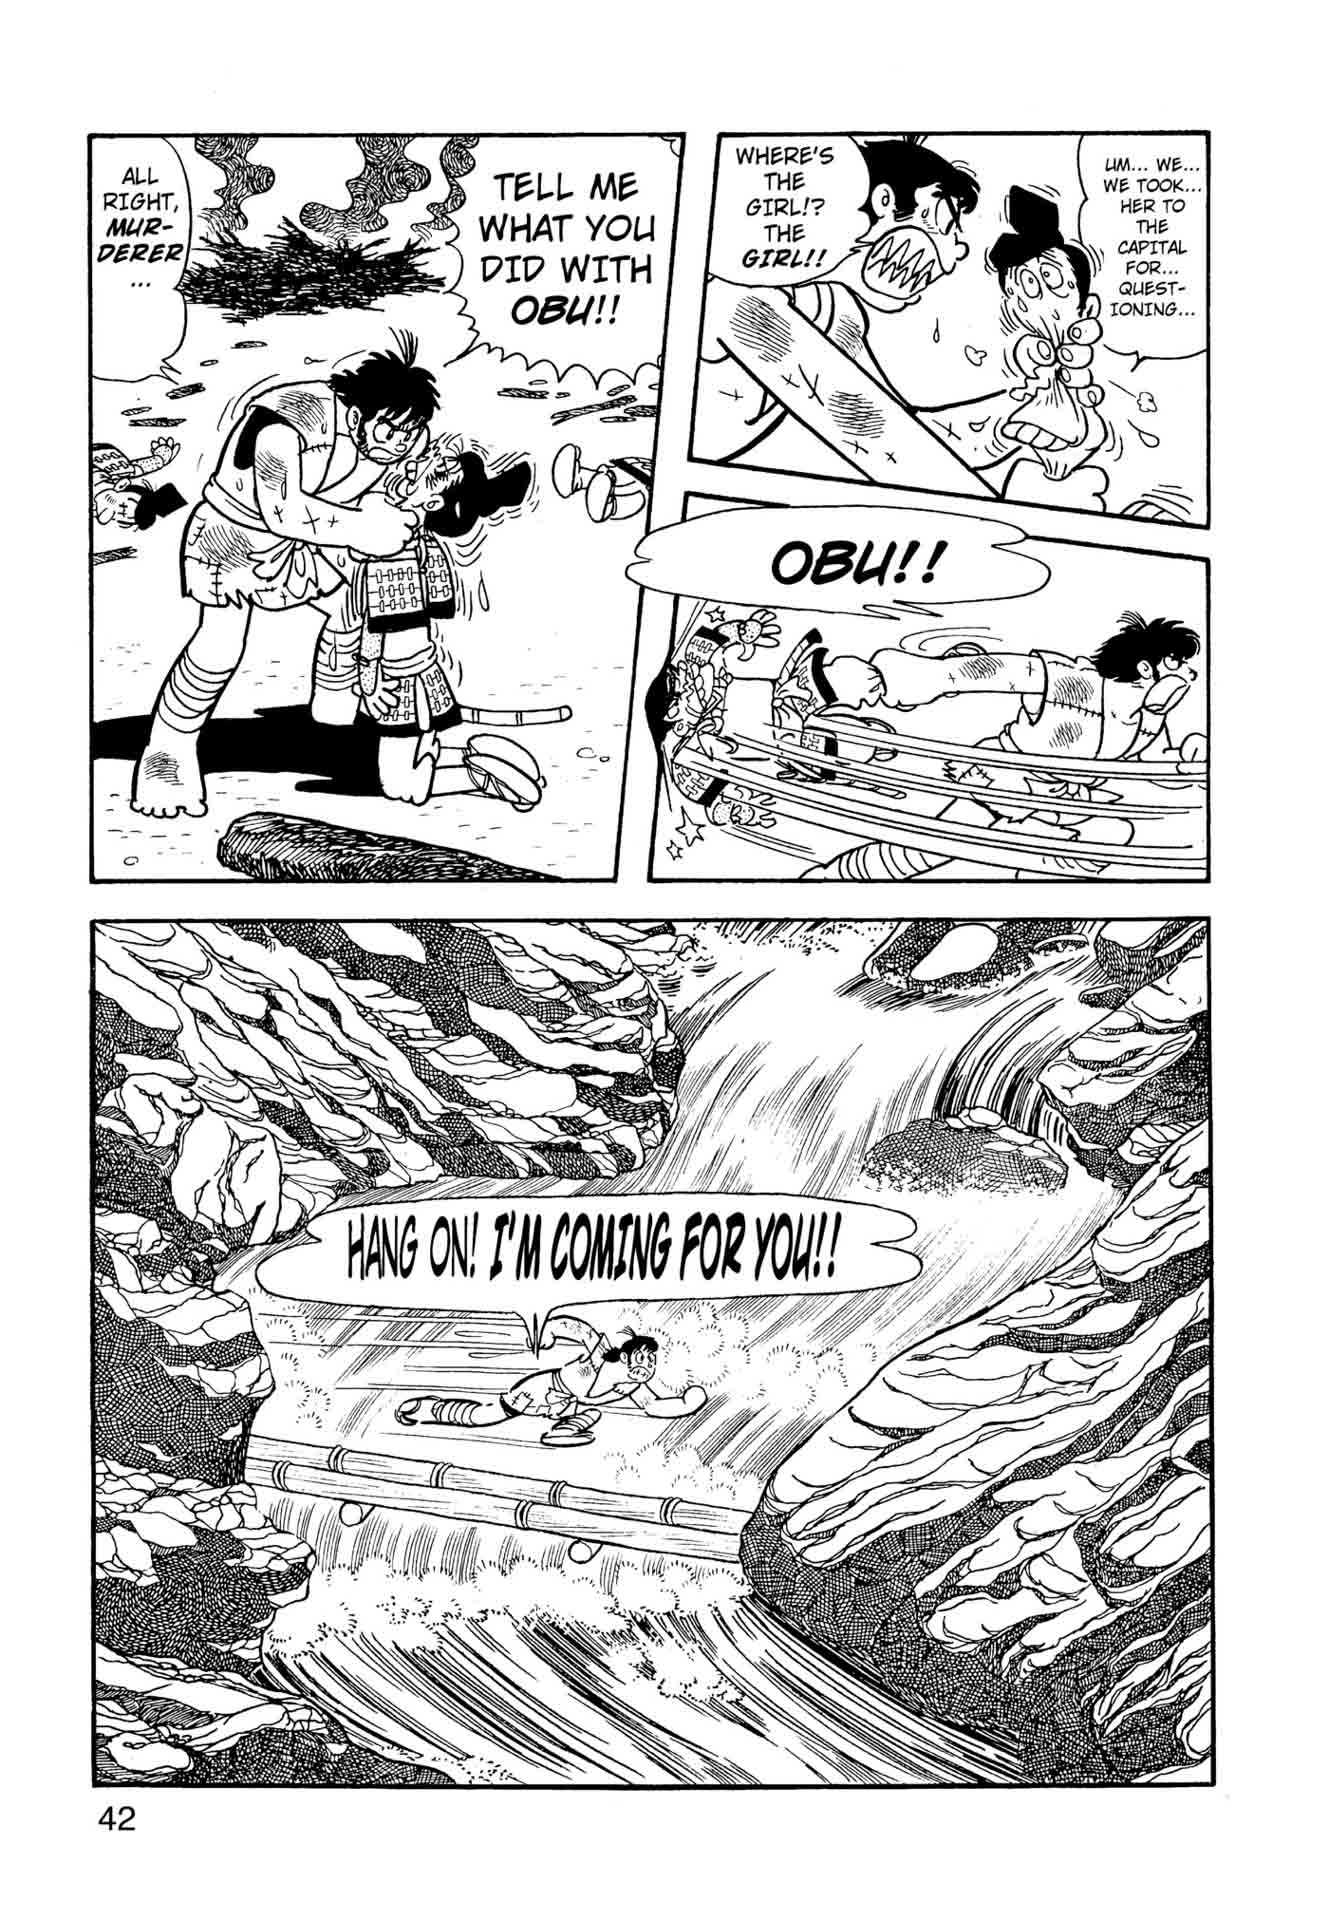 ALL
RIGHT,
MUR-
DERER
...
TELL ME
WHAT YOU
DID WITH
OBU!!
WHERE'S
THE
GIRL!?
THE
GIRL!!
UM... WE...
WE TOOK...
HER TO
THE
CAPITAL
FOR...
QUEST-
IONING...
OBU!!
HANG ON! I'M COMING FOR YOU!!
42